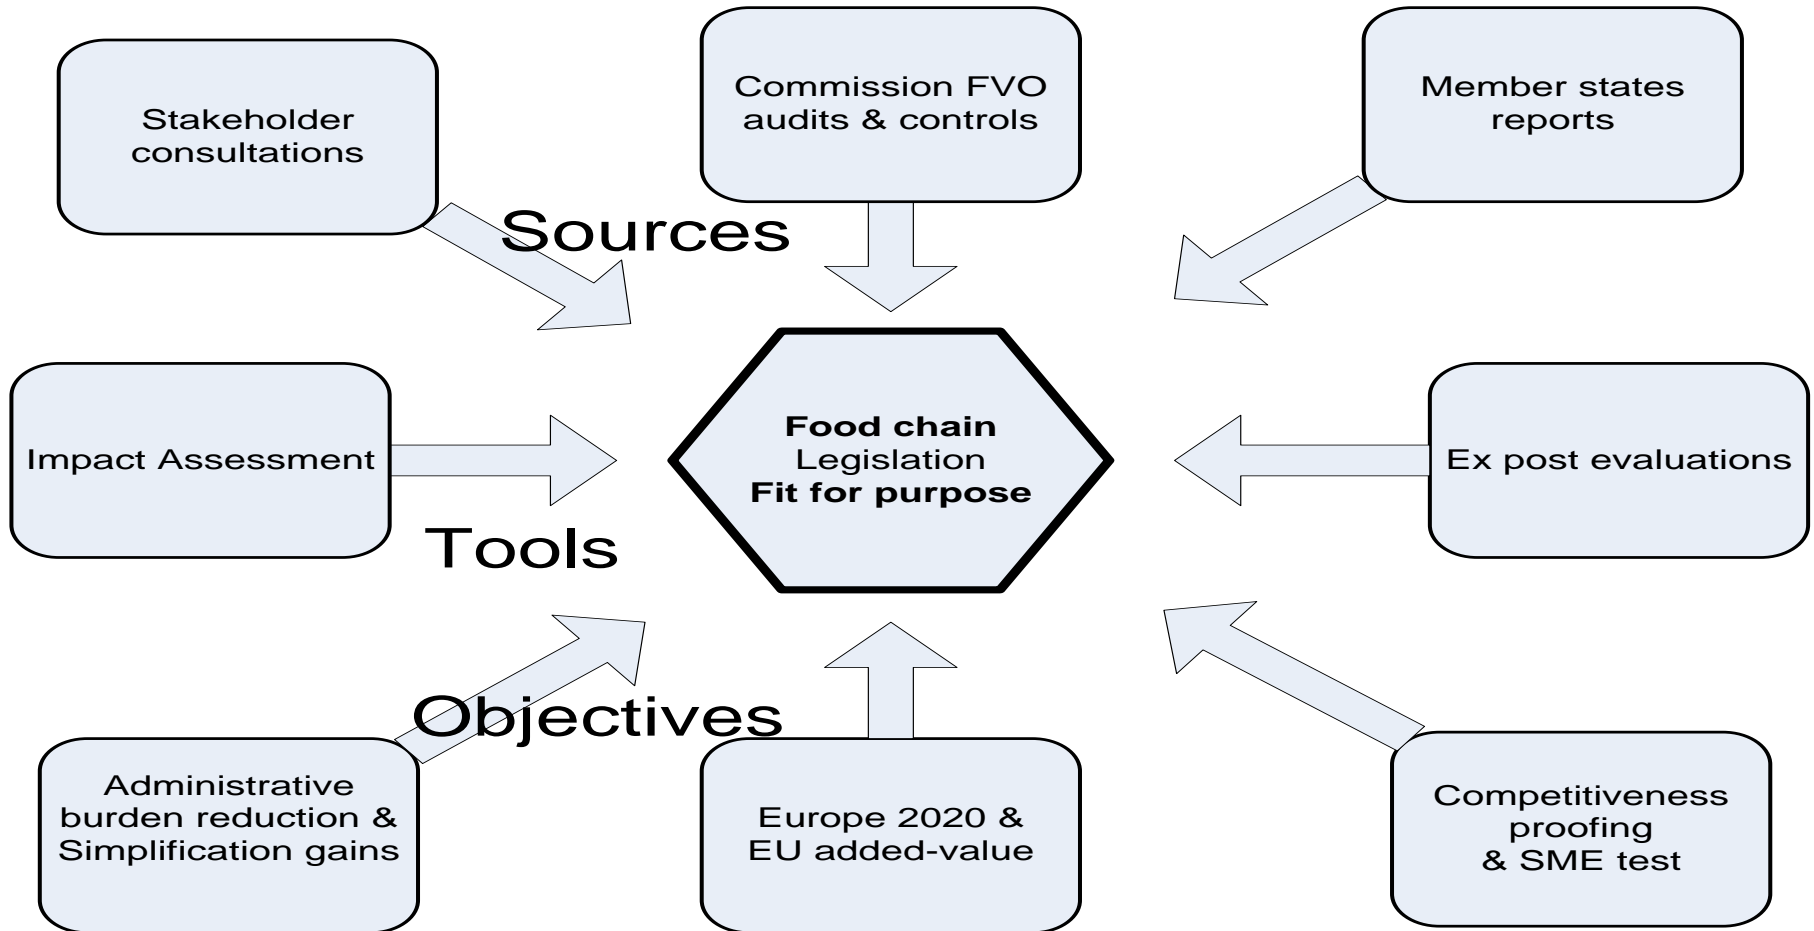 Stakeholder
consultations
Commission FVO
audits & controls
Member states
reports
Sources
Impact Assessment
Food chain
Legislation
Fit for purpose
Ex post evaluations
Tools
Objectives
Administrative
burden reduction &
Simplification gains
Europe 2020 &
EU added-value
Competitiveness
proofing
& SME test